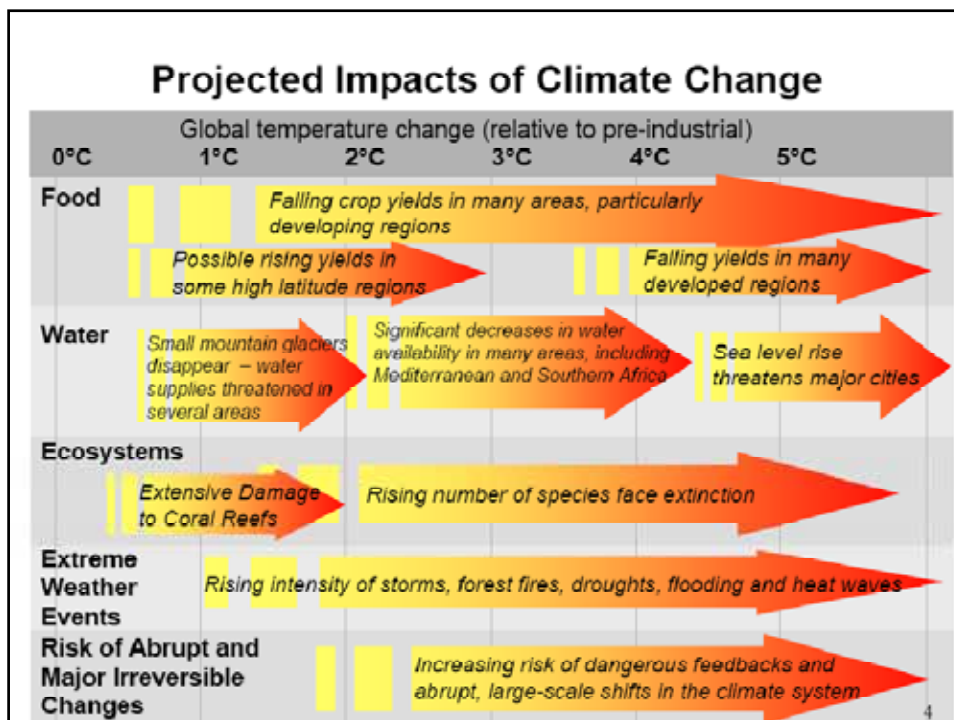 Projected Impacts of Climate Change
Global temperature change (relative to pre-industrial)
0°C 1°C 2°C 3°C 4°C 5°C
Food
Falling crop yields in many areas, particularly
developing regions
Possible rising yields in
some high latitude regions
Falling yields in many
developed regions
Water
Small mountain glaciers
disappear – water
supplies threatened in
several areas
Significant decreases in water
availability in many areas, including
Mediterranean and Southern Africa
Sea level rise
threatens major cities
Ecosystems
Extensive Damage
to Coral Reefs
Rising number of species face extinction
Extreme
Weather
Events
Rising intensity of storms, forest fires, droughts, flooding and heat waves
Risk of Abrupt and
Major Irreversible
Changes
Increasing risk of dangerous feedbacks and
abrupt, large-scale shifts in the climate system
4